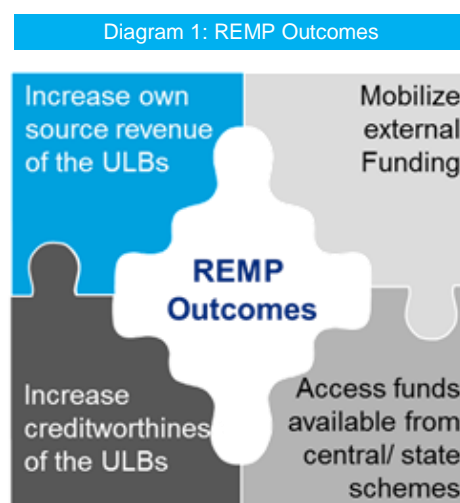 Diagram 1: REMP Outcomes
Increase own
source revenue
of the ULBs
Mobilize
external
Funding
REMP
Outcomes
Increase
creditworthines
of the ULBs
Access funds
available from
central/ state
schemes